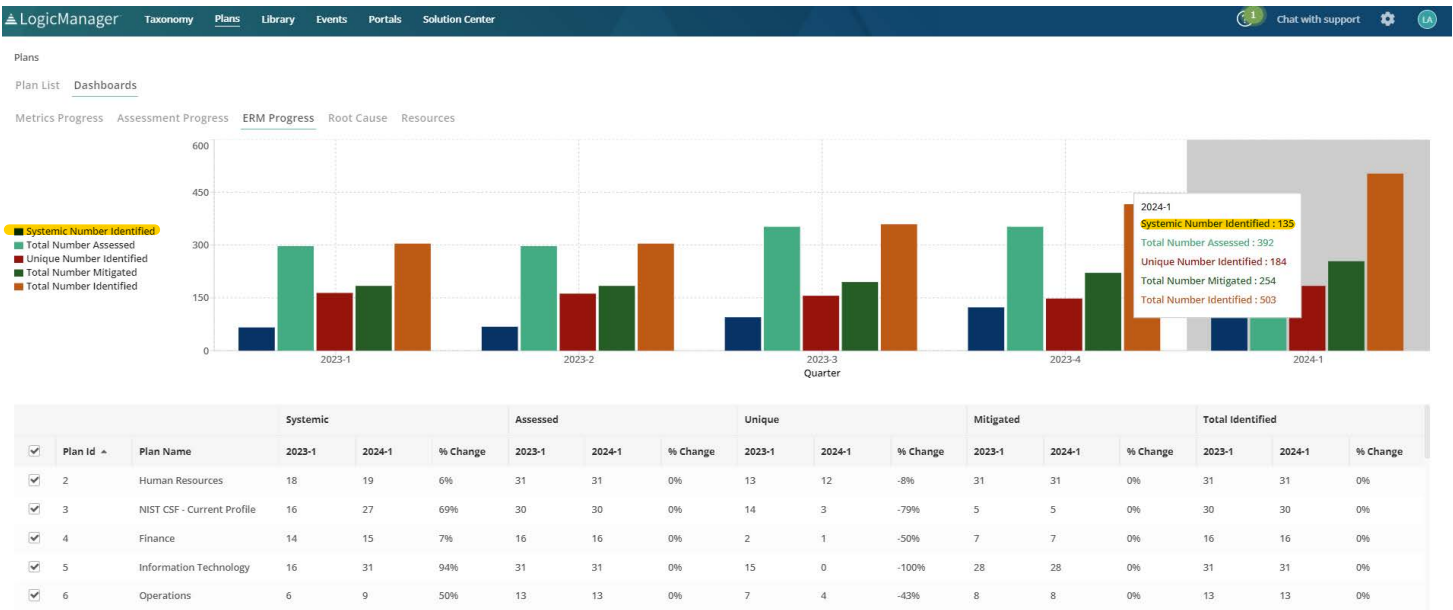 LogicManager Taxonomy Plans Library Events Portals Solution Center 1 Chat with support LA
Plans
Plan List Dashboards
Metrics Progress Assessment Progress ERM Progress Root Cause Resources
600
450
300
150
0
Systemic Number Identified
Total Number Assessed
Unique Number Identified
Total Number Mitigated
Total Number Identified
2024-1
Systemic Number Identified : 135
Total Number Assessed : 392
Unique Number Identified : 184
Total Number Mitigated : 254
Total Number Identified : 503
2023-1 2023-2 2023-3 2023-4 2024-1
Quarter
Systemic Assessed Unique Mitigated Total Identified
Plan Id Plan Name 2023-1 2024-1 % Change 2023-1 2024-1 % Change 2023-1 2024-1 % Change 2023-1 2024-1 % Change 2023-1 2024-1 % Change
2 Human Resources 18 19 6% 31 31 0% 13 12 -8% 31 31 0% 31 31 0%
3 NIST CSF - Current Profile 16 27 69% 30 30 0% 14 3 -79% 5 5 0% 30 30 0%
4 Finance 14 15 7% 16 16 0% 2 1 -50% 7 7 0% 16 16 0%
5 Information Technology 16 31 94% 31 31 0% 15 0 -100% 28 28 0% 31 31 0%
6 Operations 6 9 50% 13 13 0% 7 4 -43% 8 8 0% 13 13 0%